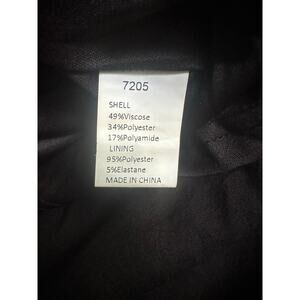 7205
SHELL
49%Viscose
34%Polyester
17%Polyamide
LINING
95%Polyester
5%Elastane
MADE IN CHINA